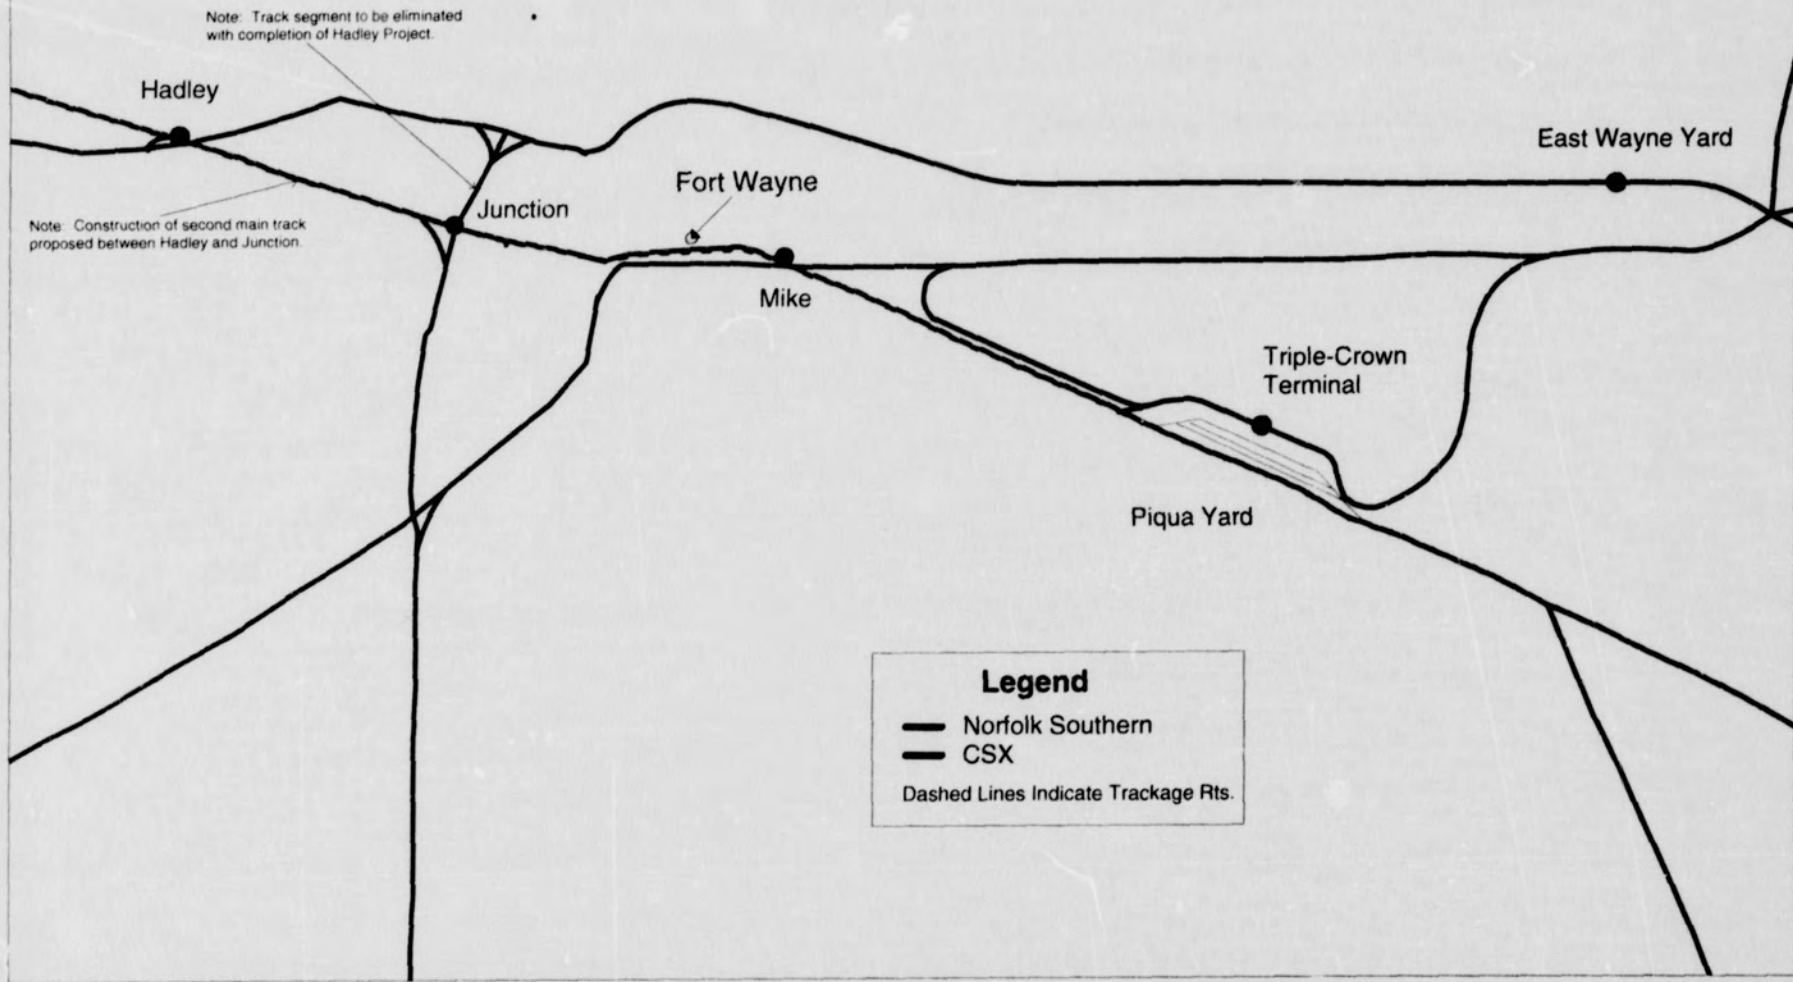 Note: Track segment to be eliminated
with completion of Hadley Project.
Hadley
East Wayne Yard
Fort Wayne
Junction
Note: Construction of second main track
proposed between Hadley and Junction.
Mike
Triple-Crown
Terminal
Piqua Yard
Legend
Norfolk Southern
CSX
Dashed Lines Indicate Trackage Rts.